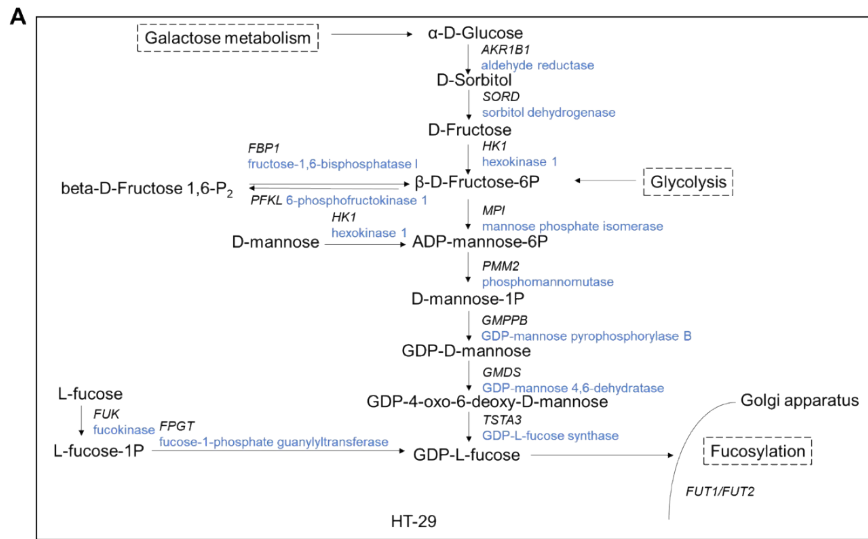 A
Galactose metabolism
α-D-Glucose
AKR1B1
aldehyde reductase
D-Sorbitol
SORD
sorbitol dehydrogenase
D-Fructose
FBP1
fructose-1,6-bisphosphatase I
HK1
hexokinase 1
beta-D-Fructose 1,6-P2
β-D-Fructose-6P
Glycolysis
PFKL 6-phosphofructokinase 1
HK1
hexokinase 1
MPI
mannose phosphate isomerase
D-mannose
ADP-mannose-6P
PMM2
phosphomannomutase
D-mannose-1P
GMPPB
GDP-mannose pyrophosphorylase B
GDP-D-mannose
GMDS
GDP-mannose 4,6-dehydratase
L-fucose
GDP-4-oxo-6-deoxy-D-mannose
Golgi apparatus
FUK
fucokinase
FPGT
fucose-1-phosphate guanylyltransferase
TSTA3
GDP-L-fucose synthase
L-fucose-1P
GDP-L-fucose
Fucosylation
FUT1/FUT2
HT-29